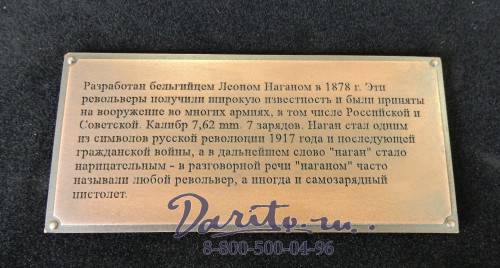 Разработан бельгийцем Леоном Наганом в 1878 г. Эти
револьверы получили широкую известность и были приняты
на вооружение во многих армиях, в том числе Российской и
Советской. Калибр 7,62 mm. 7 зарядов. Наган стал одним
из символов русской революции 1917 года и последующей
гражданской войны, а в дальнейшем слово "наган" стало
нарицательным - в разговорной речи "наганом" часто
называли любой револьвер, а иногда и самозарядный
пистолет.
Darito.ru
8-800-500-04-96